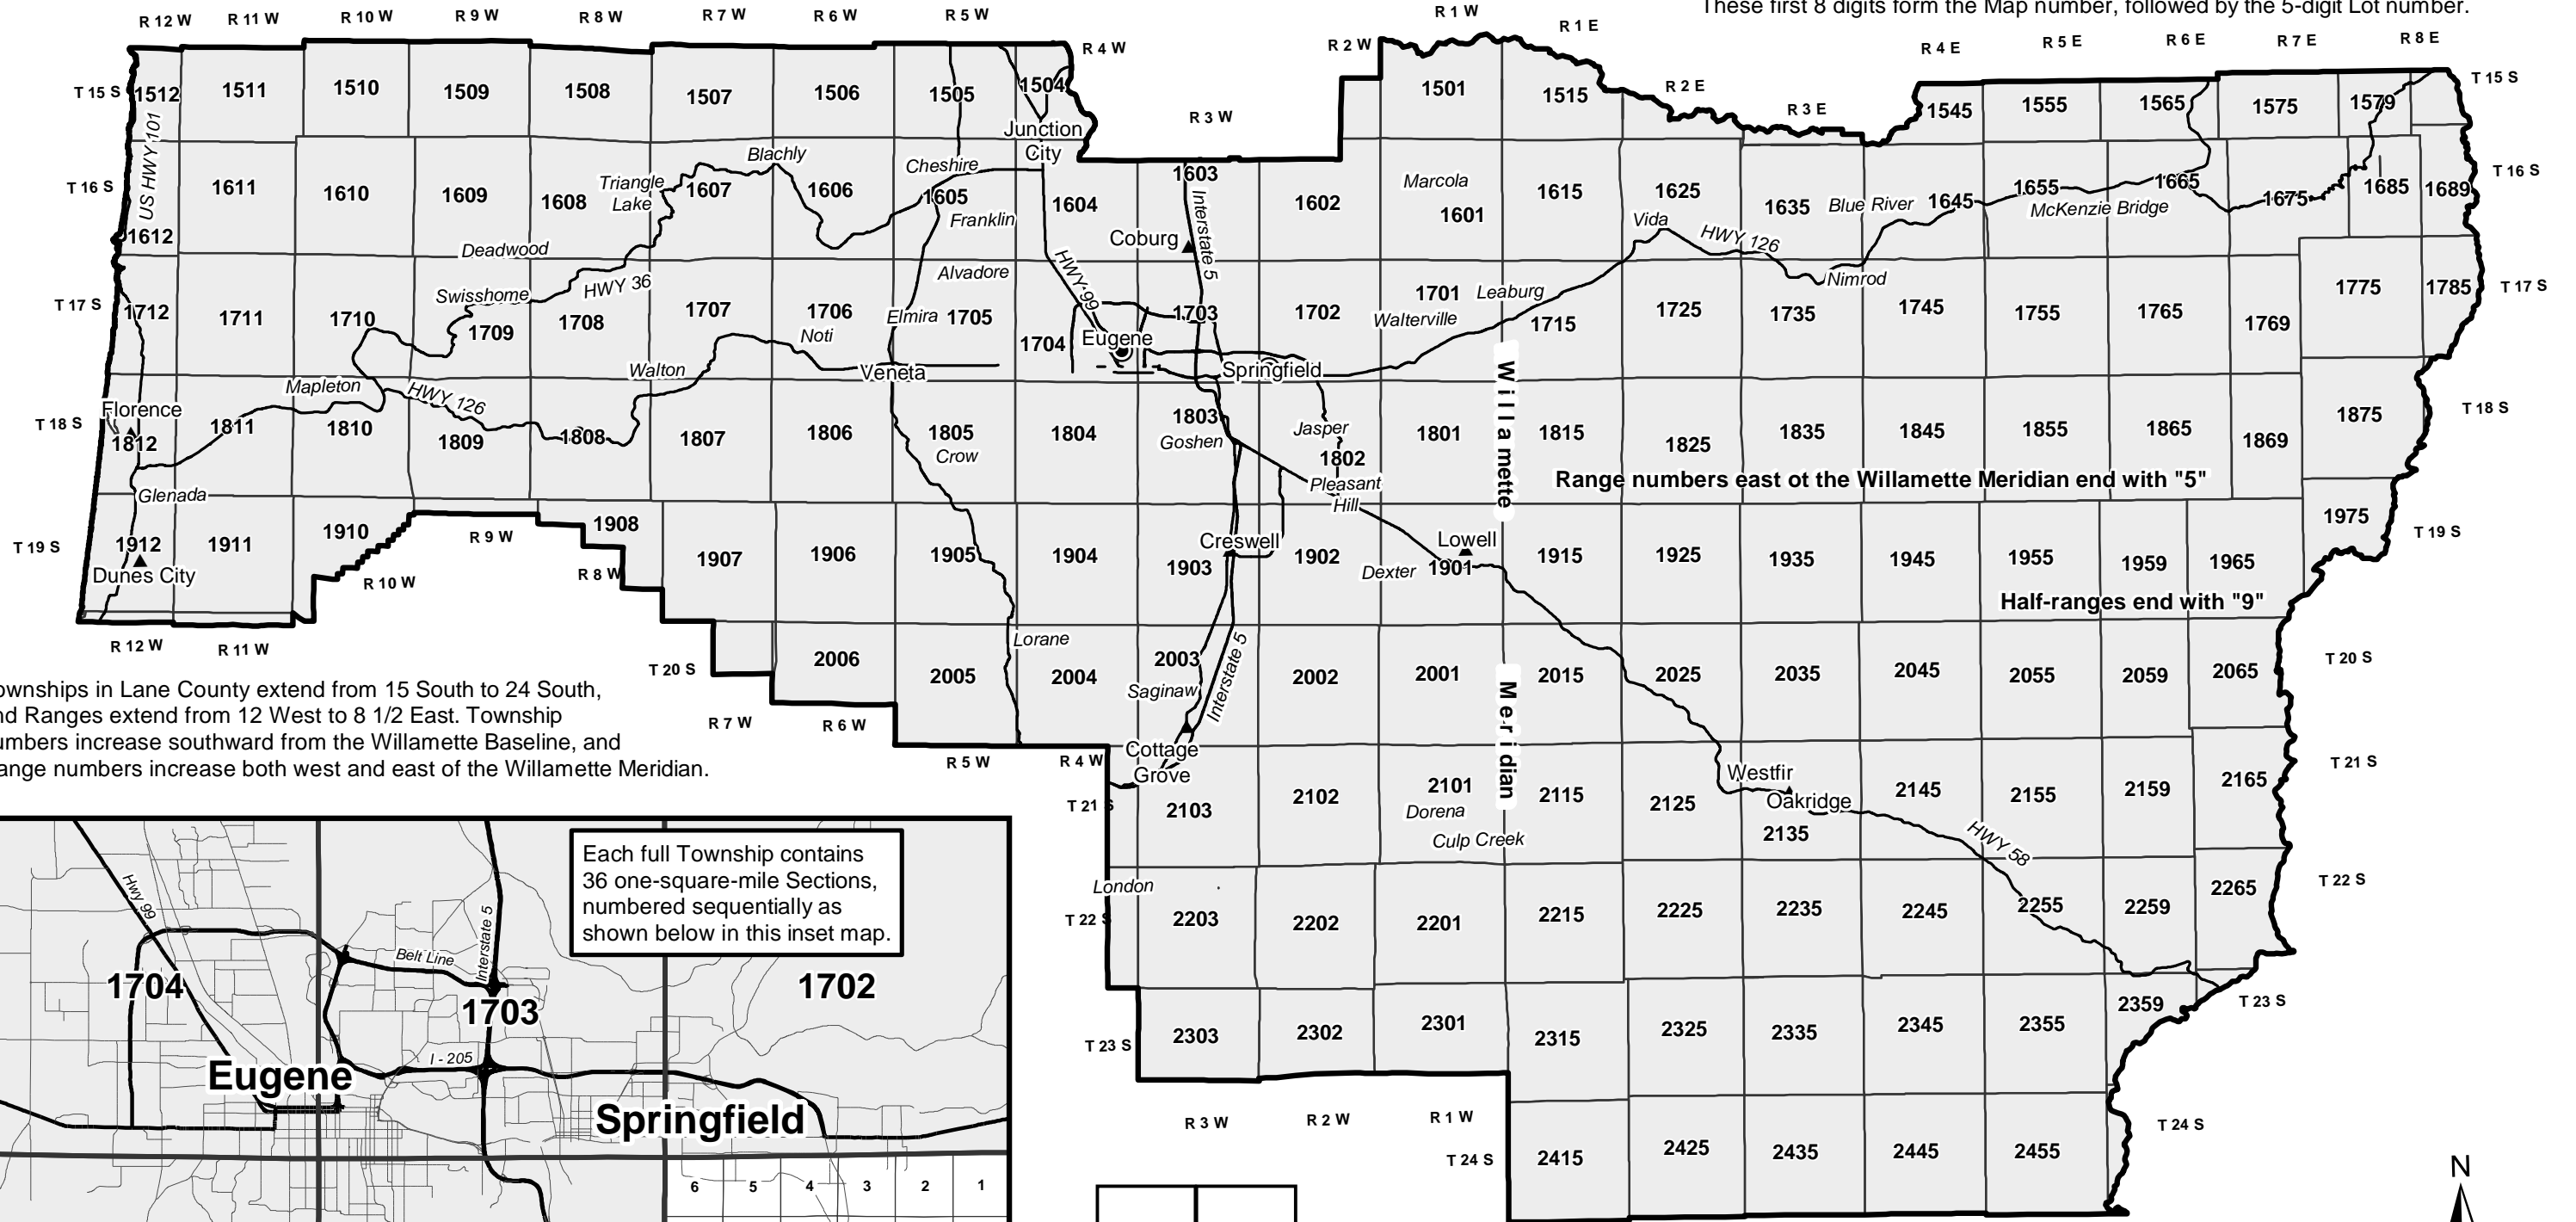 These first 8 digits form the Map number, followed by the 5-digit Lot number.
R 12 W R 11 W R 10 W R 9 W R 8 W R 7 W R 6 W R 5 W R 4 W R 3 W R 2 W R 1 W R 1 E R 2 E R 3 E R 4 E R 5 E R 6 E R 7 E R 8 E
T 15 S 1512 1511 1510 1509 1508 1507 1506 1505 1504 1501 1515 1545 1555 1565 1575 1579 T 15 S
US HWY 101
Junction
City
Blachly
Cheshire
Triangle
Lake
Franklin
Marcola
Vida
HWY 126
Blue River
McKenzie Bridge
T 16 S 1612 1611 1610 1609 1608 1607 1606 1605 1604 1603 1602 1601 1615 1625 1635 1645 1655 1665 1675 1685 1689 T 16 S
Coburg
Interstate 5
Deadwood
HWY 36
Swisshome
Alvadore
HWY 99
Nimrod
Leaburg
Walterville
T 17 S 1712 1711 1710 1709 1708 1707 1706 1705 1704 1703 1702 1701 1715 1725 1735 1745 1755 1765 1769 1775 1785 T 17 S
Noti
Elmira
Eugene
Springfield
Walton
Veneta
Mapleton
HWY 126
Willamette
Florence
T 18 S 1812 1811 1810 1809 1808 1807 1806 1805 1804 1803 1802 1801 1815 1825 1835 1845 1855 1865 1869 1875 T 18 S
Crow
Goshen
Jasper
Pleasant
Hill
Range numbers east ot the Willamette Meridian end with "5"
Glenada
T 19 S 1912 1911 1910 R 9 W 1908 1907 1906 1905 1904 1903 1902 1901 1915 1925 1935 1945 1955 1959 1965 1975 T 19 S
Dunes City
R 10 W
R 8 W
Creswell
Lowell
Dexter
Half-ranges end with "9"
R 12 W R 11 W
Lorane
T 20 S 2006 2005 2004 2003 2002 2001 2015 2025 2035 2045 2055 2059 2065 T 20 S
Saginaw
Interstate 5
Meridian
R 7 W R 6 W R 5 W R 4 W
ownships in Lane County extend from 15 South to 24 South,
nd Ranges extend from 12 West to 8 1/2 East. Township
umbers increase southward from the Willamette Baseline, and
ange numbers increase both west and east of the Willamette Meridian.
Cottage
Grove
Westfir
Oakridge
T 21 S 2103 2102 2101 2115 2125 2135 2145 2155 2159 2165 T 21 S
Dorena
Culp Creek
HWY 58
London
T 22 S 2203 2202 2201 2215 2225 2235 2245 2255 2259 2265 T 22 S
T 23 S 2303 2302 2301 2315 2325 2335 2345 2355 2359 T 23 S
R 3 W R 2 W R 1 W
T 24 S 2415 2425 2435 2445 2455 T 24 S
Each full Township contains
36 one-square-mile Sections,
numbered sequentially as
shown below in this inset map.
Hwy 99
Interstate 5
Belt Line
1704 1703 1702
I - 205
Eugene
Springfield
6 5 4 3 2 1
N